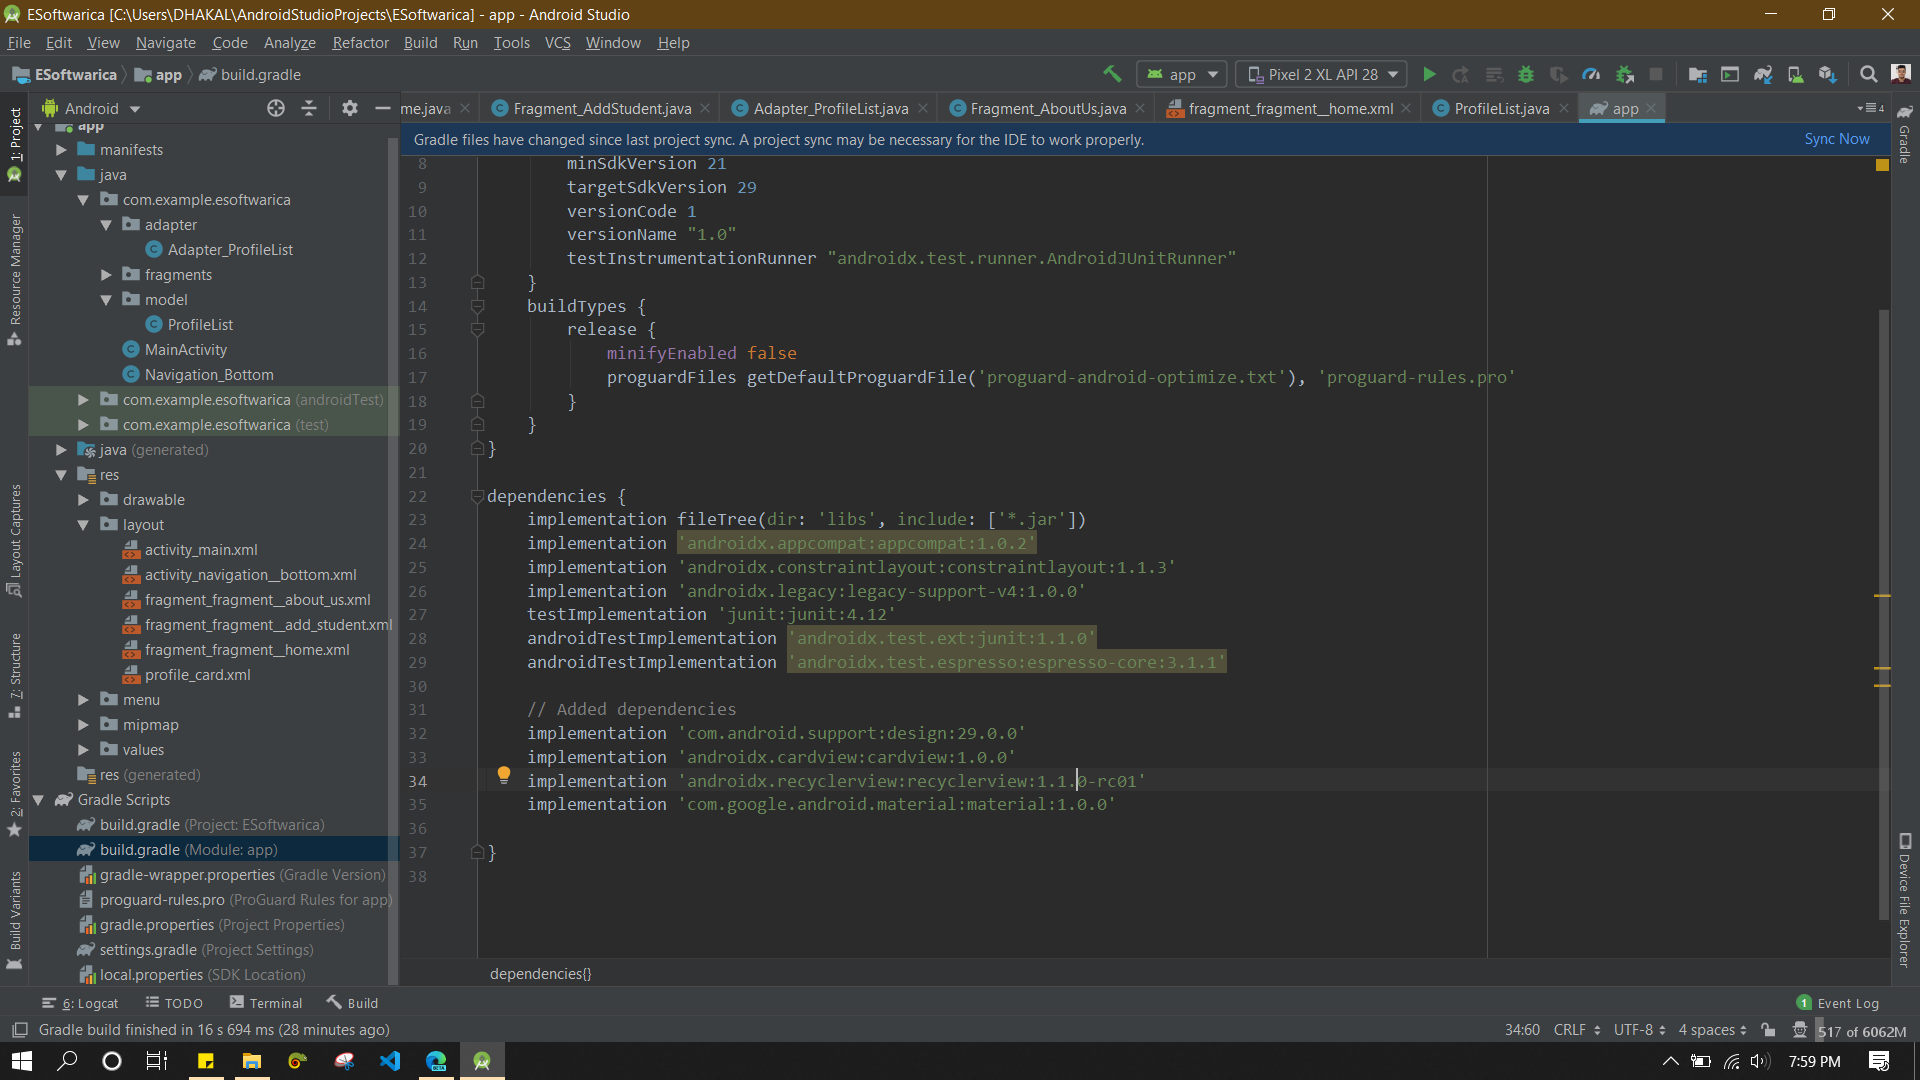 ESoftwarica [C:\Users\DHAKAL\AndroidStudioProjects\ESoftwarica] - app - Android Studio
File Edit View Navigate Code Analyze Refactor Build Run Tools VCS Window Help
ESoftwarica app build.gradle
app Pixel 2 XL API 28
Android
me.java Fragment_AddStudent.java Adapter_ProfileList.java Fragment_AboutUs.java fragment_fragment__home.xml ProfileList.java app 4
Gradle files have changed since last project sync. A project sync may be necessary for the IDE to work properly. Sync Now
1: Project
Resource Manager
Layout Captures
7: Structure
2: Favorites
Build Variants
app
manifests
java
com.example.esoftwarica
adapter
Adapter_ProfileList
fragments
model
ProfileList
MainActivity
Navigation_Bottom
com.example.esoftwarica (androidTest)
com.example.esoftwarica (test)
java (generated)
res
drawable
layout
activity_main.xml
activity_navigation__bottom.xml
fragment_fragment__about_us.xml
fragment_fragment__add_student.xml
fragment_fragment__home.xml
profile_card.xml
menu
mipmap
values
res (generated)
Gradle Scripts
build.gradle (Project: ESoftwarica)
build.gradle (Module: app)
gradle-wrapper.properties (Gradle Version)
proguard-rules.pro (ProGuard Rules for app)
gradle.properties (Project Properties)
settings.gradle (Project Settings)
local.properties (SDK Location)
8 minSdkVersion 21
9 targetSdkVersion 29
10 versionCode 1
11 versionName "1.0"
12 testInstrumentationRunner "androidx.test.runner.AndroidJUnitRunner"
13 }
14 buildTypes {
15 release {
16 minifyEnabled false
17 proguardFiles getDefaultProguardFile('proguard-android-optimize.txt'), 'proguard-rules.pro'
18 }
19 }
20 }
21
22 dependencies {
23 implementation fileTree(dir: 'libs', include: ['*.jar'])
24 implementation 'androidx.appcompat:appcompat:1.0.2'
25 implementation 'androidx.constraintlayout:constraintlayout:1.1.3'
26 implementation 'androidx.legacy:legacy-support-v4:1.0.0'
27 testImplementation 'junit:junit:4.12'
28 androidTestImplementation 'androidx.test.ext:junit:1.1.0'
29 androidTestImplementation 'androidx.test.espresso:espresso-core:3.1.1'
30
31 // Added dependencies
32 implementation 'com.android.support:design:29.0.0'
33 implementation 'androidx.cardview:cardview:1.0.0'
34 implementation 'androidx.recyclerview:recyclerview:1.1.0-rc01'
35 implementation 'com.google.android.material:material:1.0.0'
36
37 }
38
dependencies{}
Gradle
Device File Explorer
6: Logcat TODO Terminal Build 1 Event Log
Gradle build finished in 16 s 694 ms (28 minutes ago) 34:60 CRLF UTF-8 4 spaces 517 of 6062M
BETA
7:59 PM